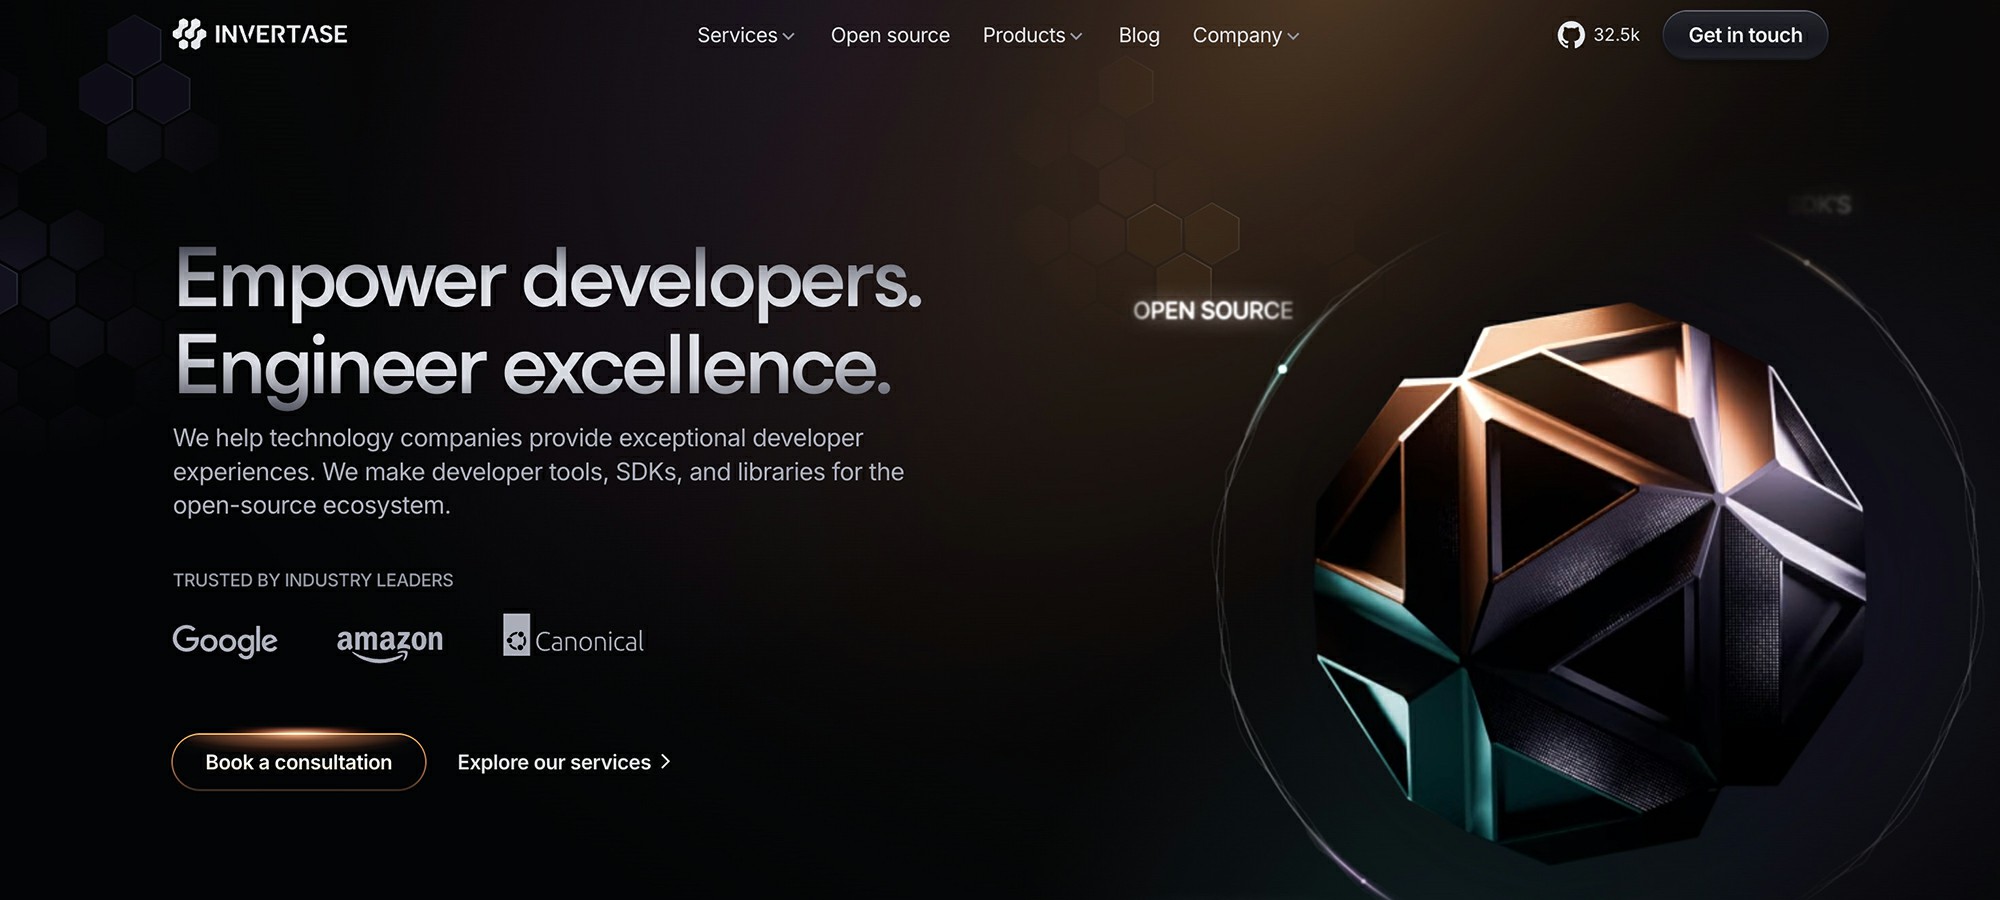 INVERTASE
Services
Open source
Products
Blog
Company
32.5k
Get in touch
SDK'S
OPEN SOURCE
Empower developers.
Engineer excellence.
We help technology companies provide exceptional developer
experiences. We make developer tools, SDKs, and libraries for the
open-source ecosystem.
TRUSTED BY INDUSTRY LEADERS
Google
amazon
Canonical
Book a consultation
Explore our services